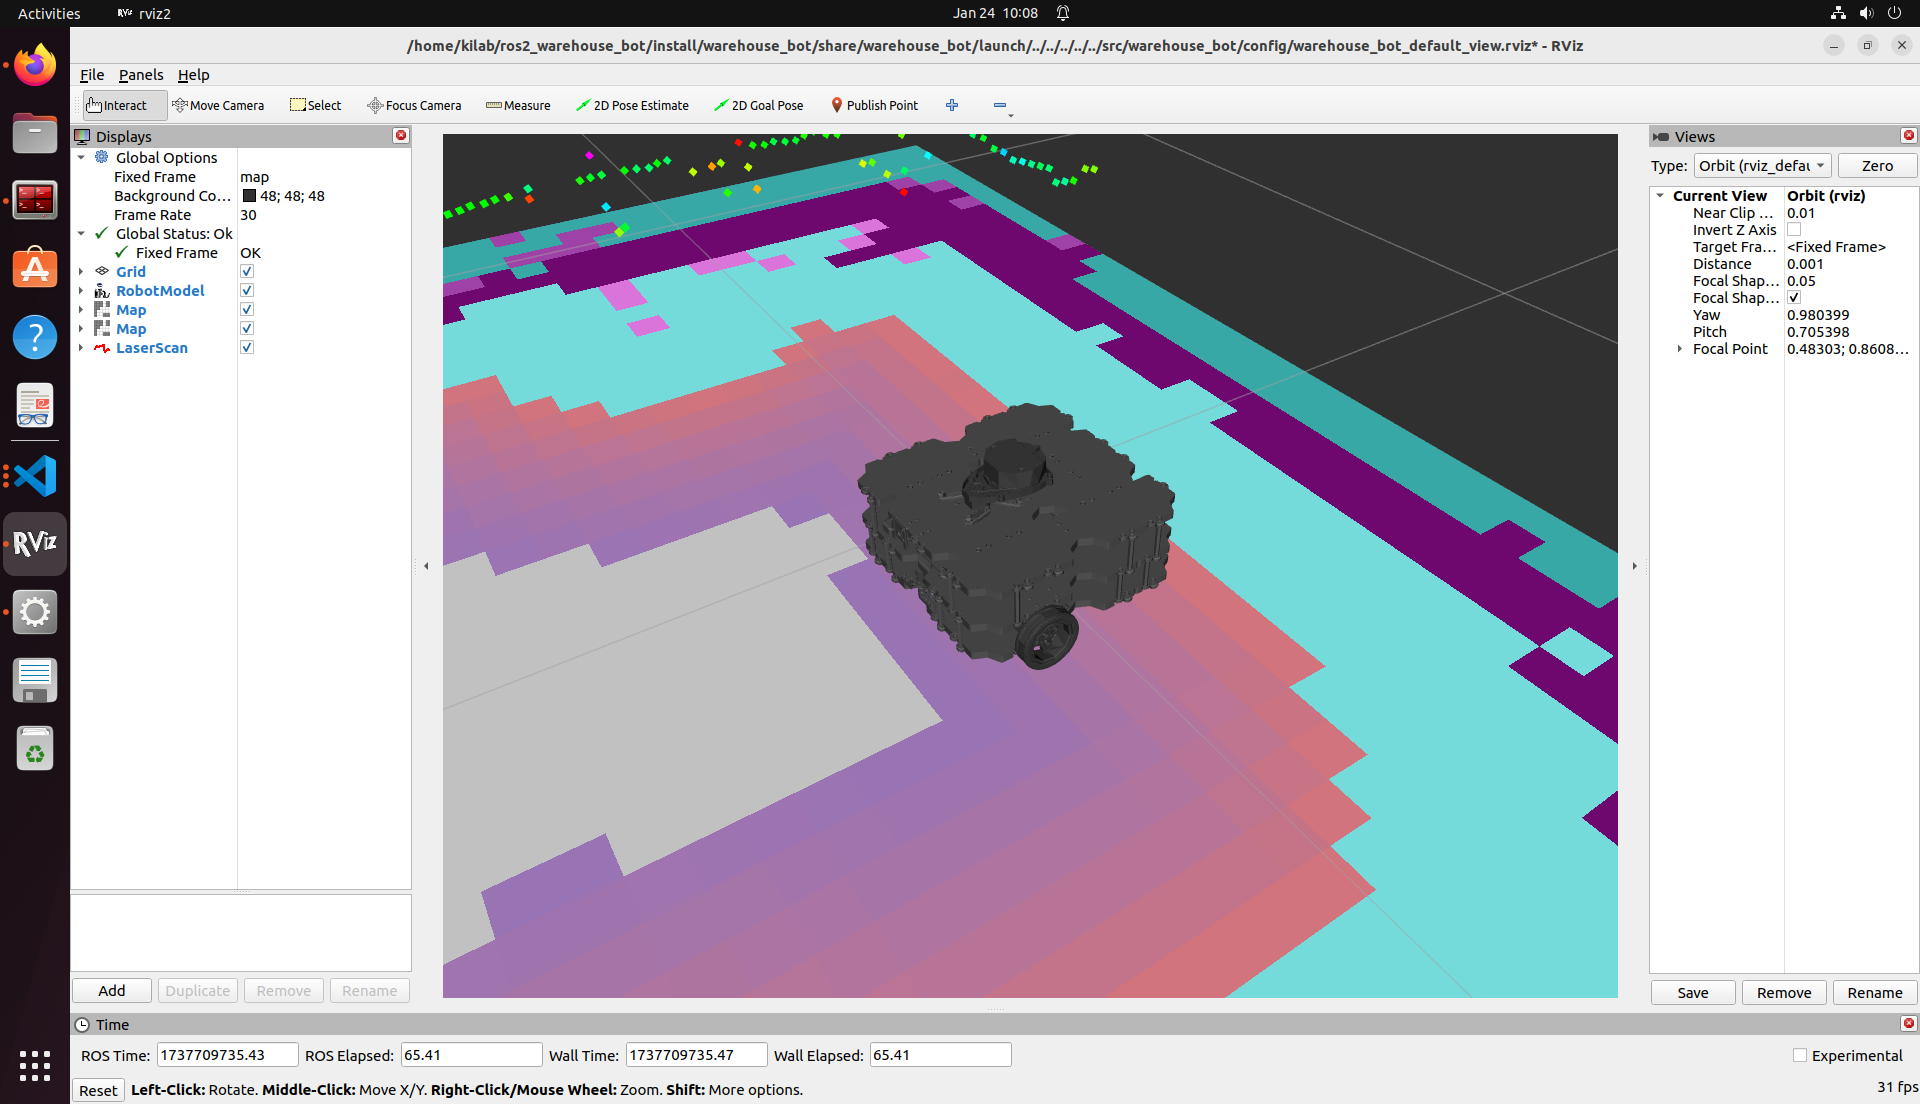 Activities rviz2 Jan 24 10:08
/home/kilab/ros2_warehouse_bot/install/warehouse_bot/share/warehouse_bot/launch/../../../../../src/warehouse_bot/config/warehouse_bot_default_view.rviz* - RViz
File Panels Help
Interact Move Camera Select Focus Camera Measure 2D Pose Estimate 2D Goal Pose Publish Point
Displays
Global Options
Fixed Frame map
Background Co... 48; 48; 48
Frame Rate 30
Global Status: Ok
Fixed Frame OK
Grid
RobotModel
Map
Map
LaserScan
Add Duplicate Remove Rename
Views
Type: Orbit (rviz_defau Zero
Current View Orbit (rviz)
Near Clip ... 0.01
Invert Z Axis
Target Fra... <Fixed Frame>
Distance 0.001
Focal Shap... 0.05
Focal Shap...
Yaw 0.980399
Pitch 0.705398
Focal Point 0.48303; 0.8608...
Save Remove Rename
RViz
Time
ROS Time: 1737709735.43 ROS Elapsed: 65.41 Wall Time: 1737709735.47 Wall Elapsed: 65.41 Experimental
Reset Left-Click: Rotate. Middle-Click: Move X/Y. Right-Click/Mouse Wheel: Zoom. Shift: More options. 31 fps